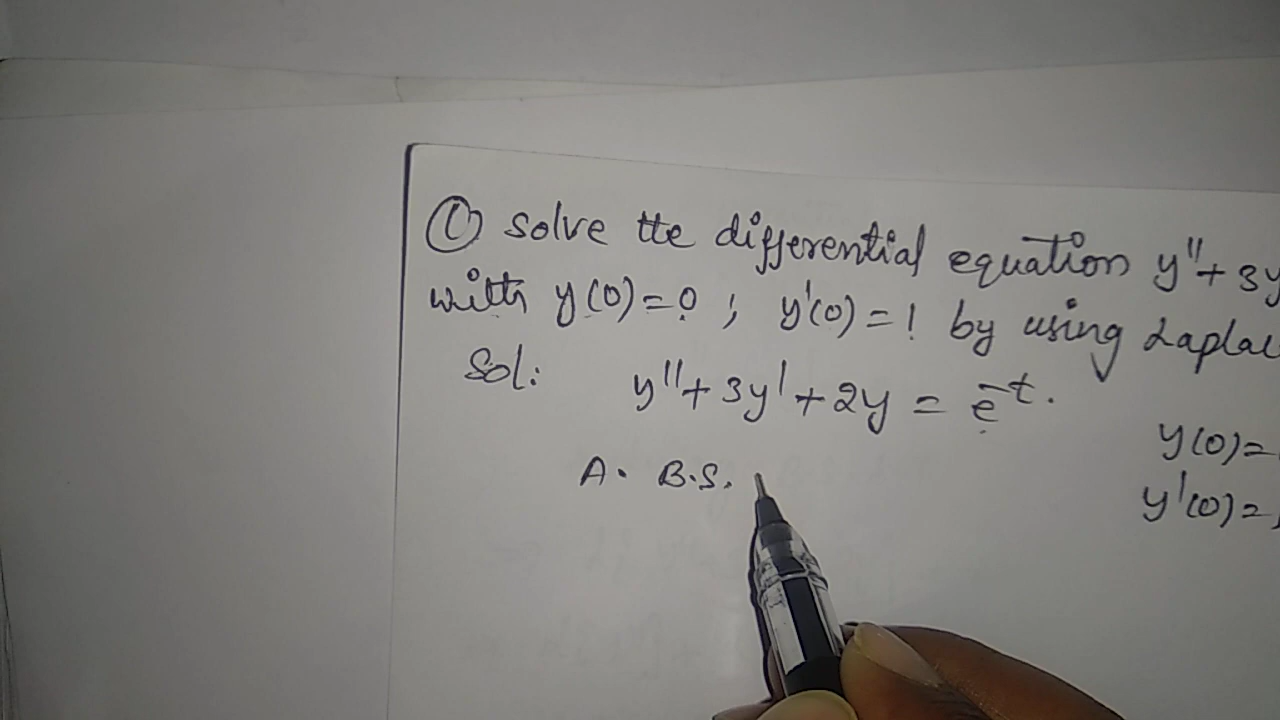 ① Solve the differential equation y''+ 3y
with y(0)=0 ; y'(0)=1 by using Laplac
Sol: y''+ 3y' + 2y = e^-t.
y(0)=
A. B.S.
y'(0)=